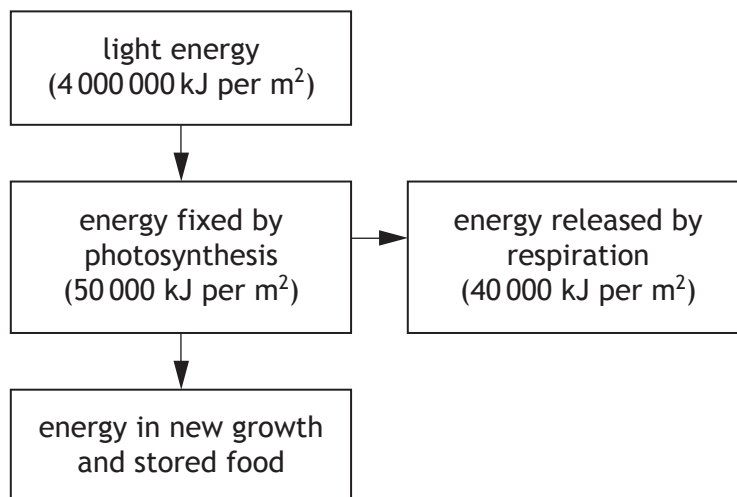 light energy
(4 000 000 kJ per m²)
energy fixed by
photosynthesis
(50 000 kJ per m²)
energy released by
respiration
(40 000 kJ per m²)
energy in new growth
and stored food